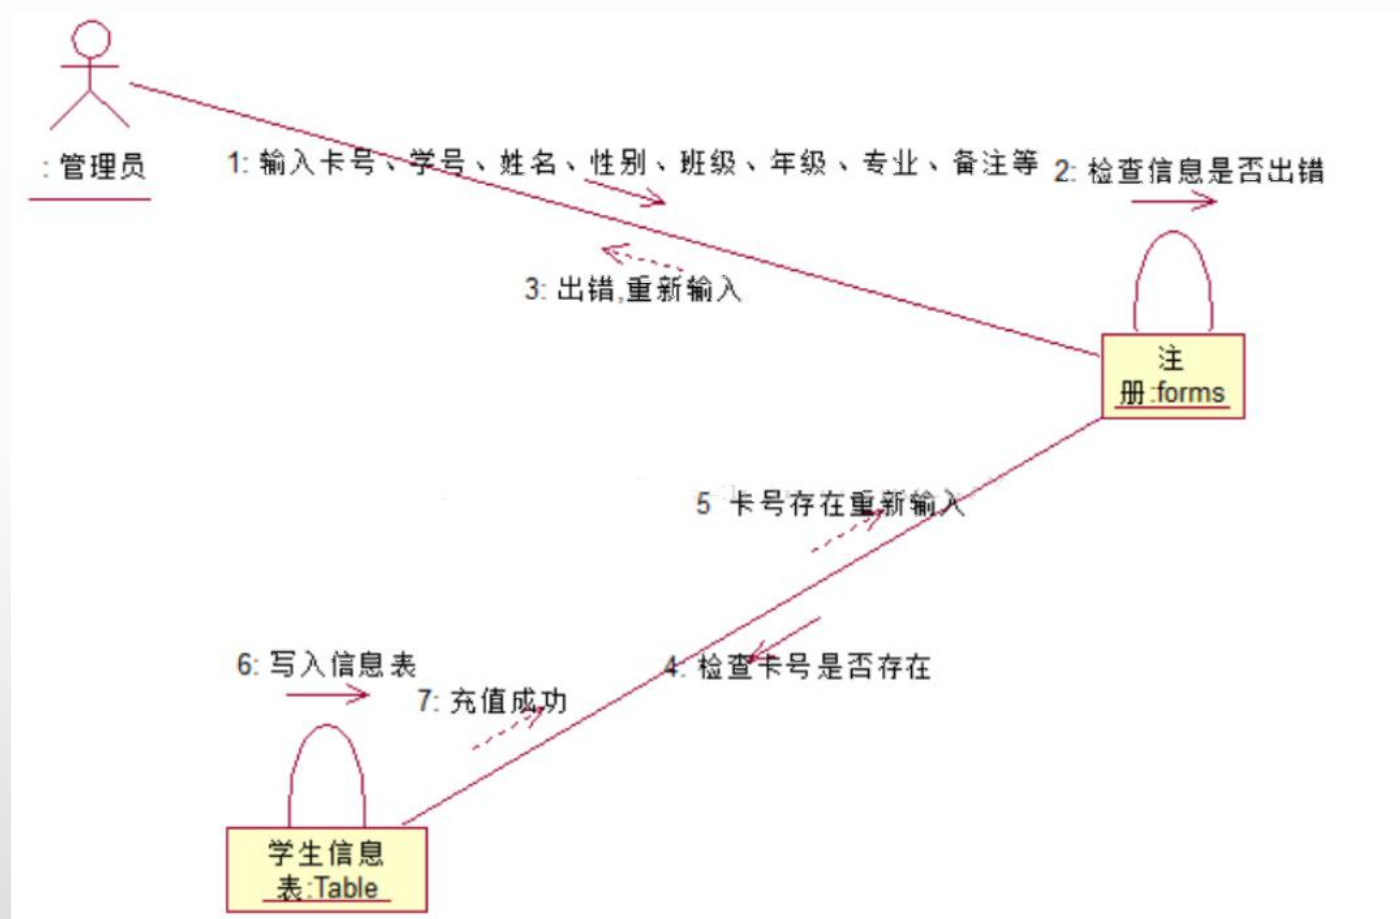 : 管理员
1: 输入卡号、学号、姓名、性别、班级、年级、专业、备注等
2: 检查信息是否出错
3: 出错,重新输入
注
册:forms
5 卡号存在重新输入
4: 检查卡号是否存在
6: 写入信息表
7: 充值成功
学生信息
表:Table